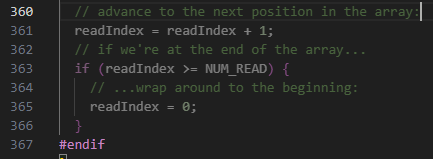 360 // advance to the next position in the array:
361 readIndex = readIndex + 1;
362 // if we're at the end of the array...
363 if (readIndex >= NUM_READ) {
364 // ...wrap around to the beginning:
365 readIndex = 0;
366 }
367 #endif